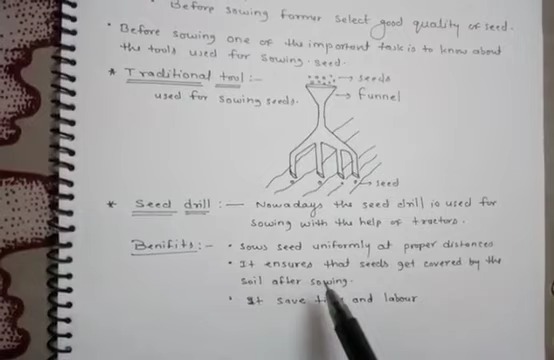 Before sowing farmer select good quality of seed.
• Before sowing one of the important task is to know about
the tools used for sowing seed.
* Traditional tool :-
used for sowing seeds.
→ seeds
→ funnel
→ seed
* Seed drill :— Nowadays the seed drill is used for
sowing with the help of tractors.
Benifits :- • Sows seed uniformly at proper distances
• It ensures that seeds get covered by the
soil after sowing.
• It save and labour